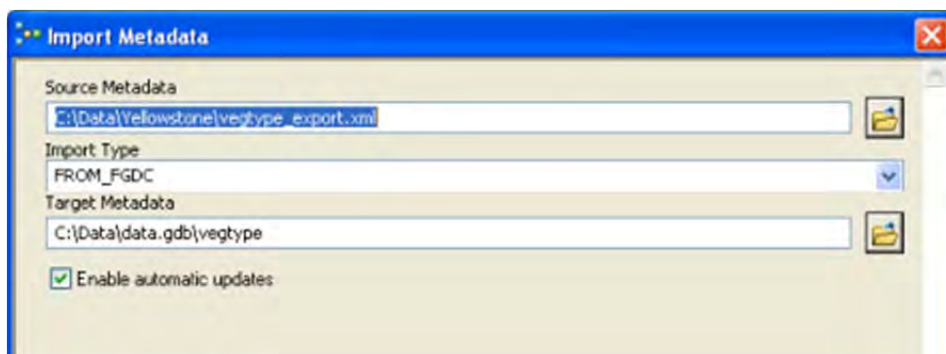 Import Metadata
Source Metadata
C:\Data\Yellowstone\vegtype_export.xml
Import Type
FROM_FGDC
Target Metadata
C:\Data\data.gdb\vegtype
Enable automatic updates